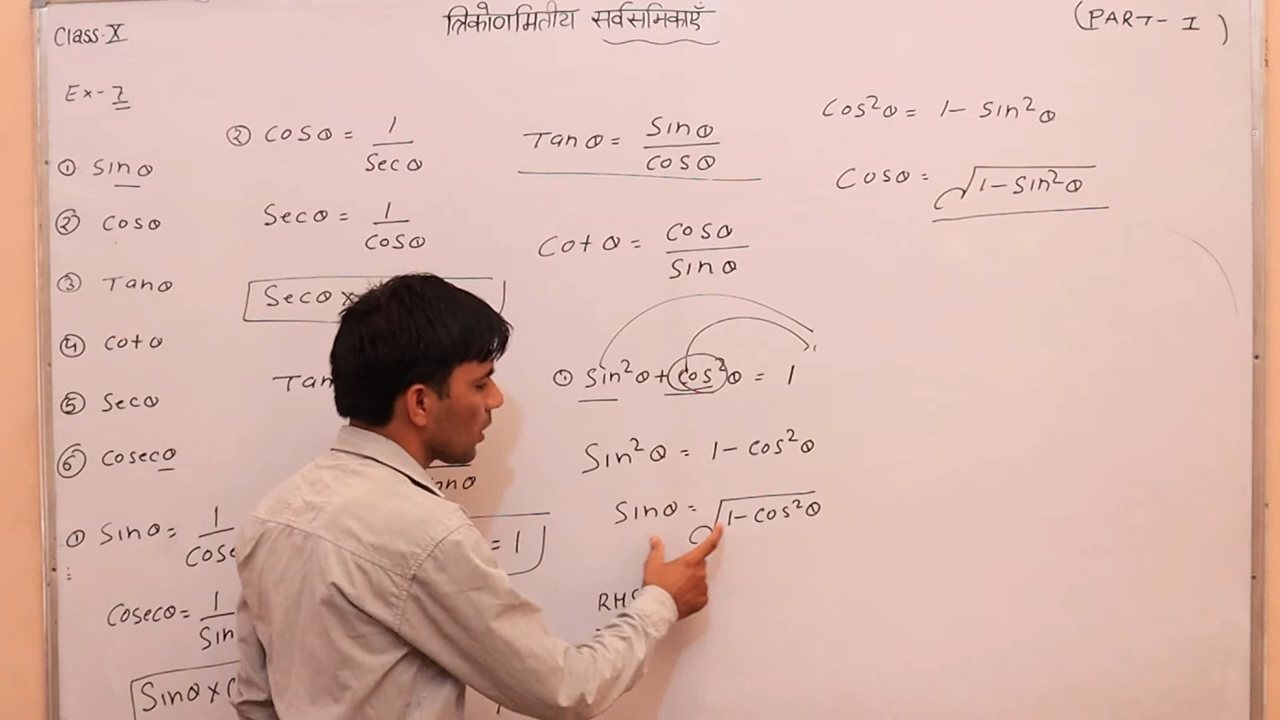 Class-X
त्रिकोणमितीय सर्वसमिकाएँ
(PART- I)
Ex- 7
① Sinθ
② Cosθ
③ Tanθ
④ Cotθ
⑤ Secθ
⑥ Cosecθ
① Sinθ = 1
Cosecθ = 1
Sinθ ×
② Cosθ = 1/Secθ
Secθ = 1/Cosθ
Secθ ×
Tan
= 1
Tanθ = Sinθ/Cosθ
Cotθ = Cosθ/Sinθ
① Sin²θ + Cos²θ = 1
Sin²θ = 1 - Cos²θ
Sinθ = √1 - Cos²θ
RHS
Cos²θ = 1 - Sin²θ
Cosθ = √1 - Sin²θ